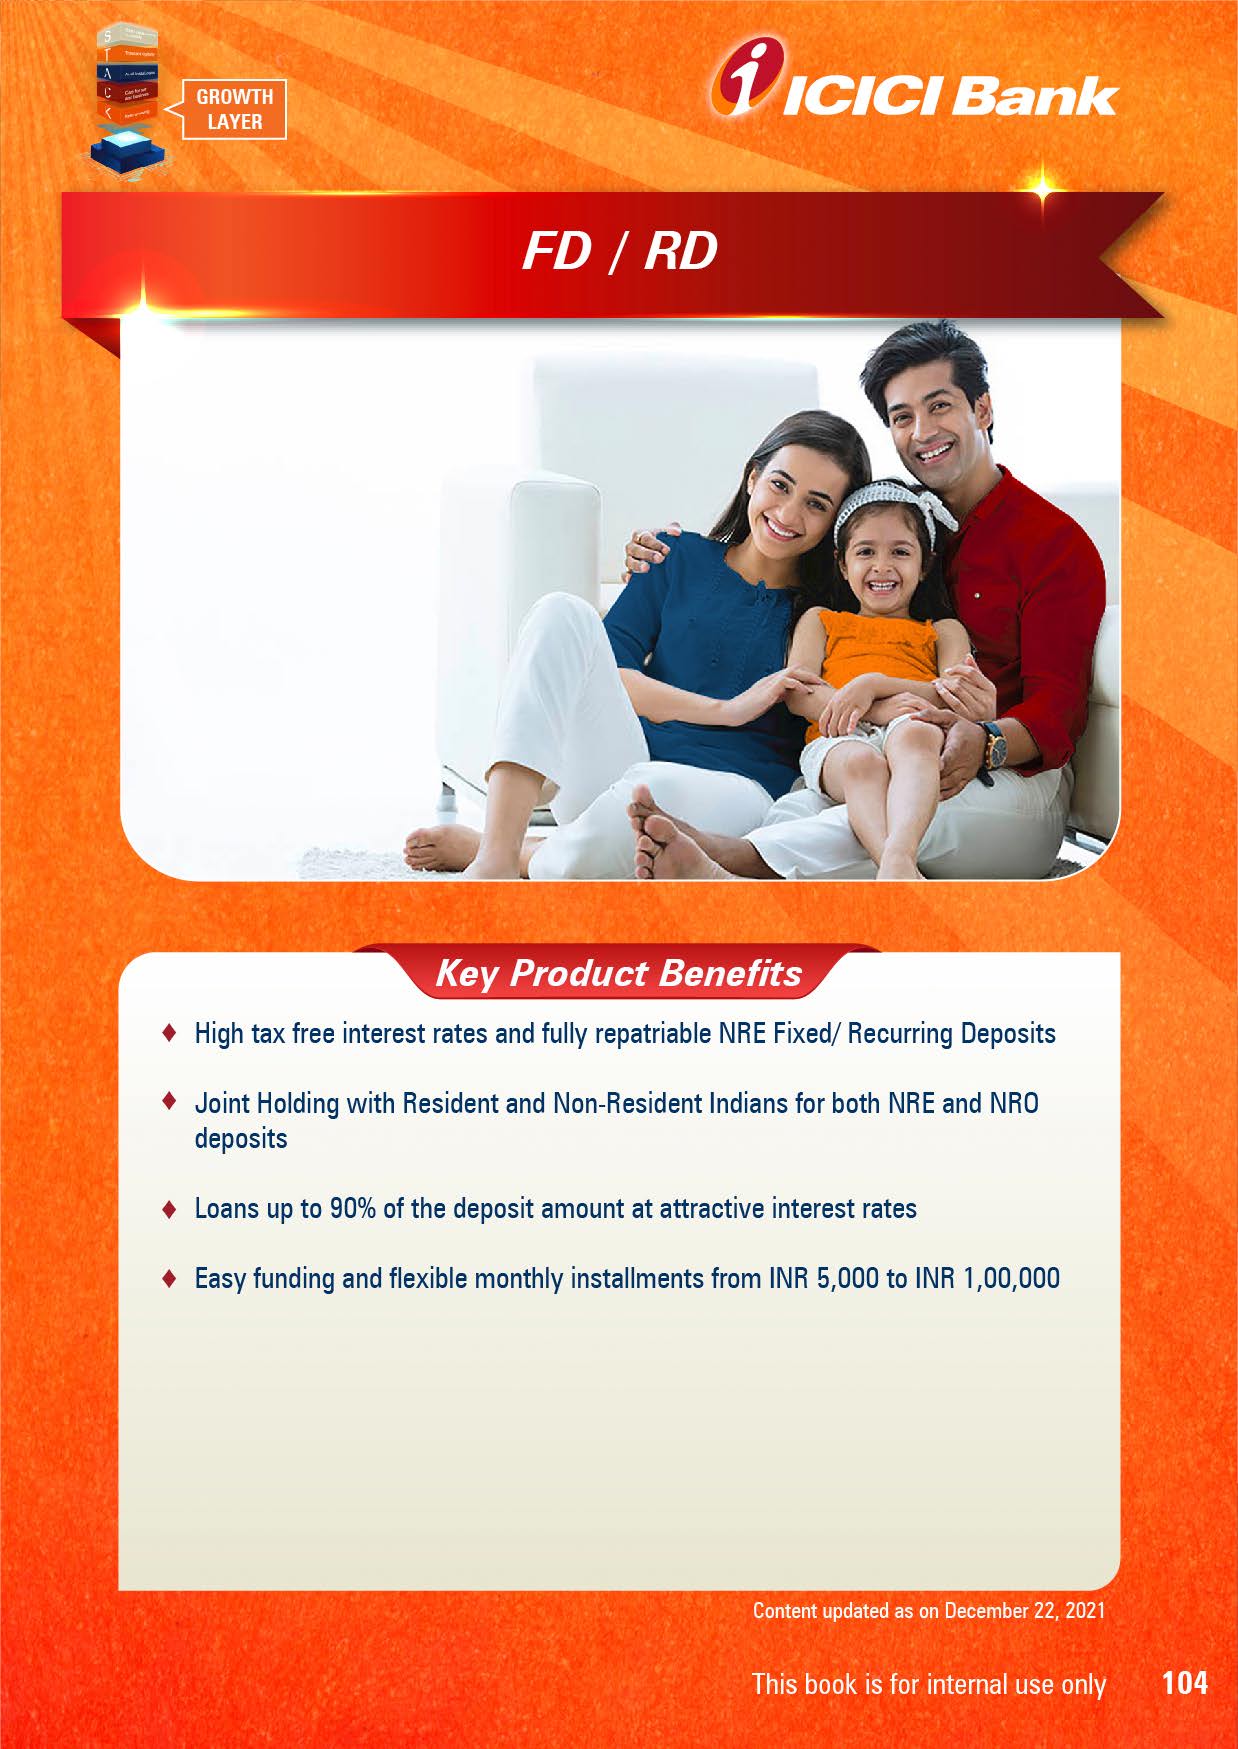 S
T
A
C
K
GROWTH
LAYER
i ICICI Bank
FD / RD
Key Product Benefits
♦ High tax free interest rates and fully repatriable NRE Fixed/ Recurring Deposits
♦ Joint Holding with Resident and Non-Resident Indians for both NRE and NRO
deposits
♦ Loans up to 90% of the deposit amount at attractive interest rates
♦ Easy funding and flexible monthly installments from INR 5,000 to INR 1,00,000
Content updated as on December 22, 2021
This book is for internal use only 104